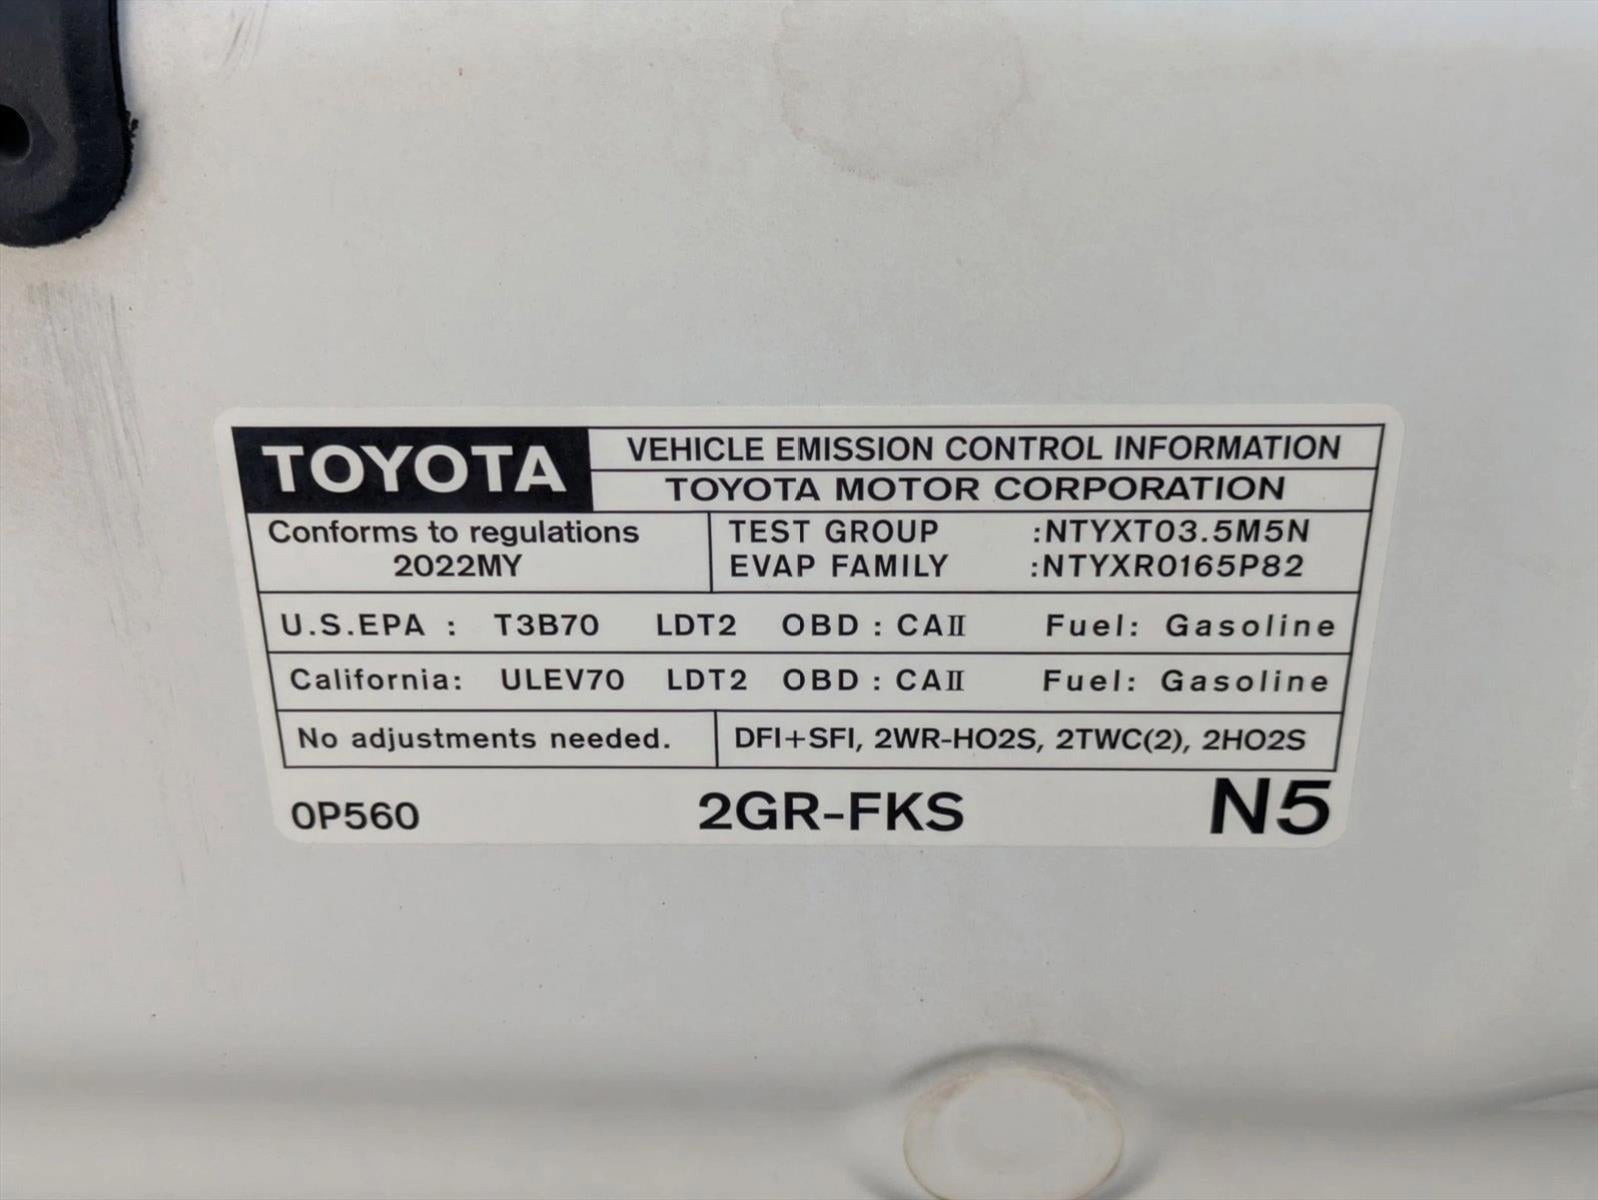 TOYOTA
VEHICLE EMISSION CONTROL INFORMATION
TOYOTA MOTOR CORPORATION
Conforms to regulations
2022MY
TEST GROUP :NTYXT03.5M5N
EVAP FAMILY :NTYXR0165P82
U.S.EPA : T3B70 LDT2 OBD : CAII Fuel: Gasoline
California: ULEV70 LDT2 OBD : CAII Fuel: Gasoline
No adjustments needed. DFI+SFI, 2WR-HO2S, 2TWC(2), 2HO2S
0P560 2GR-FKS N5